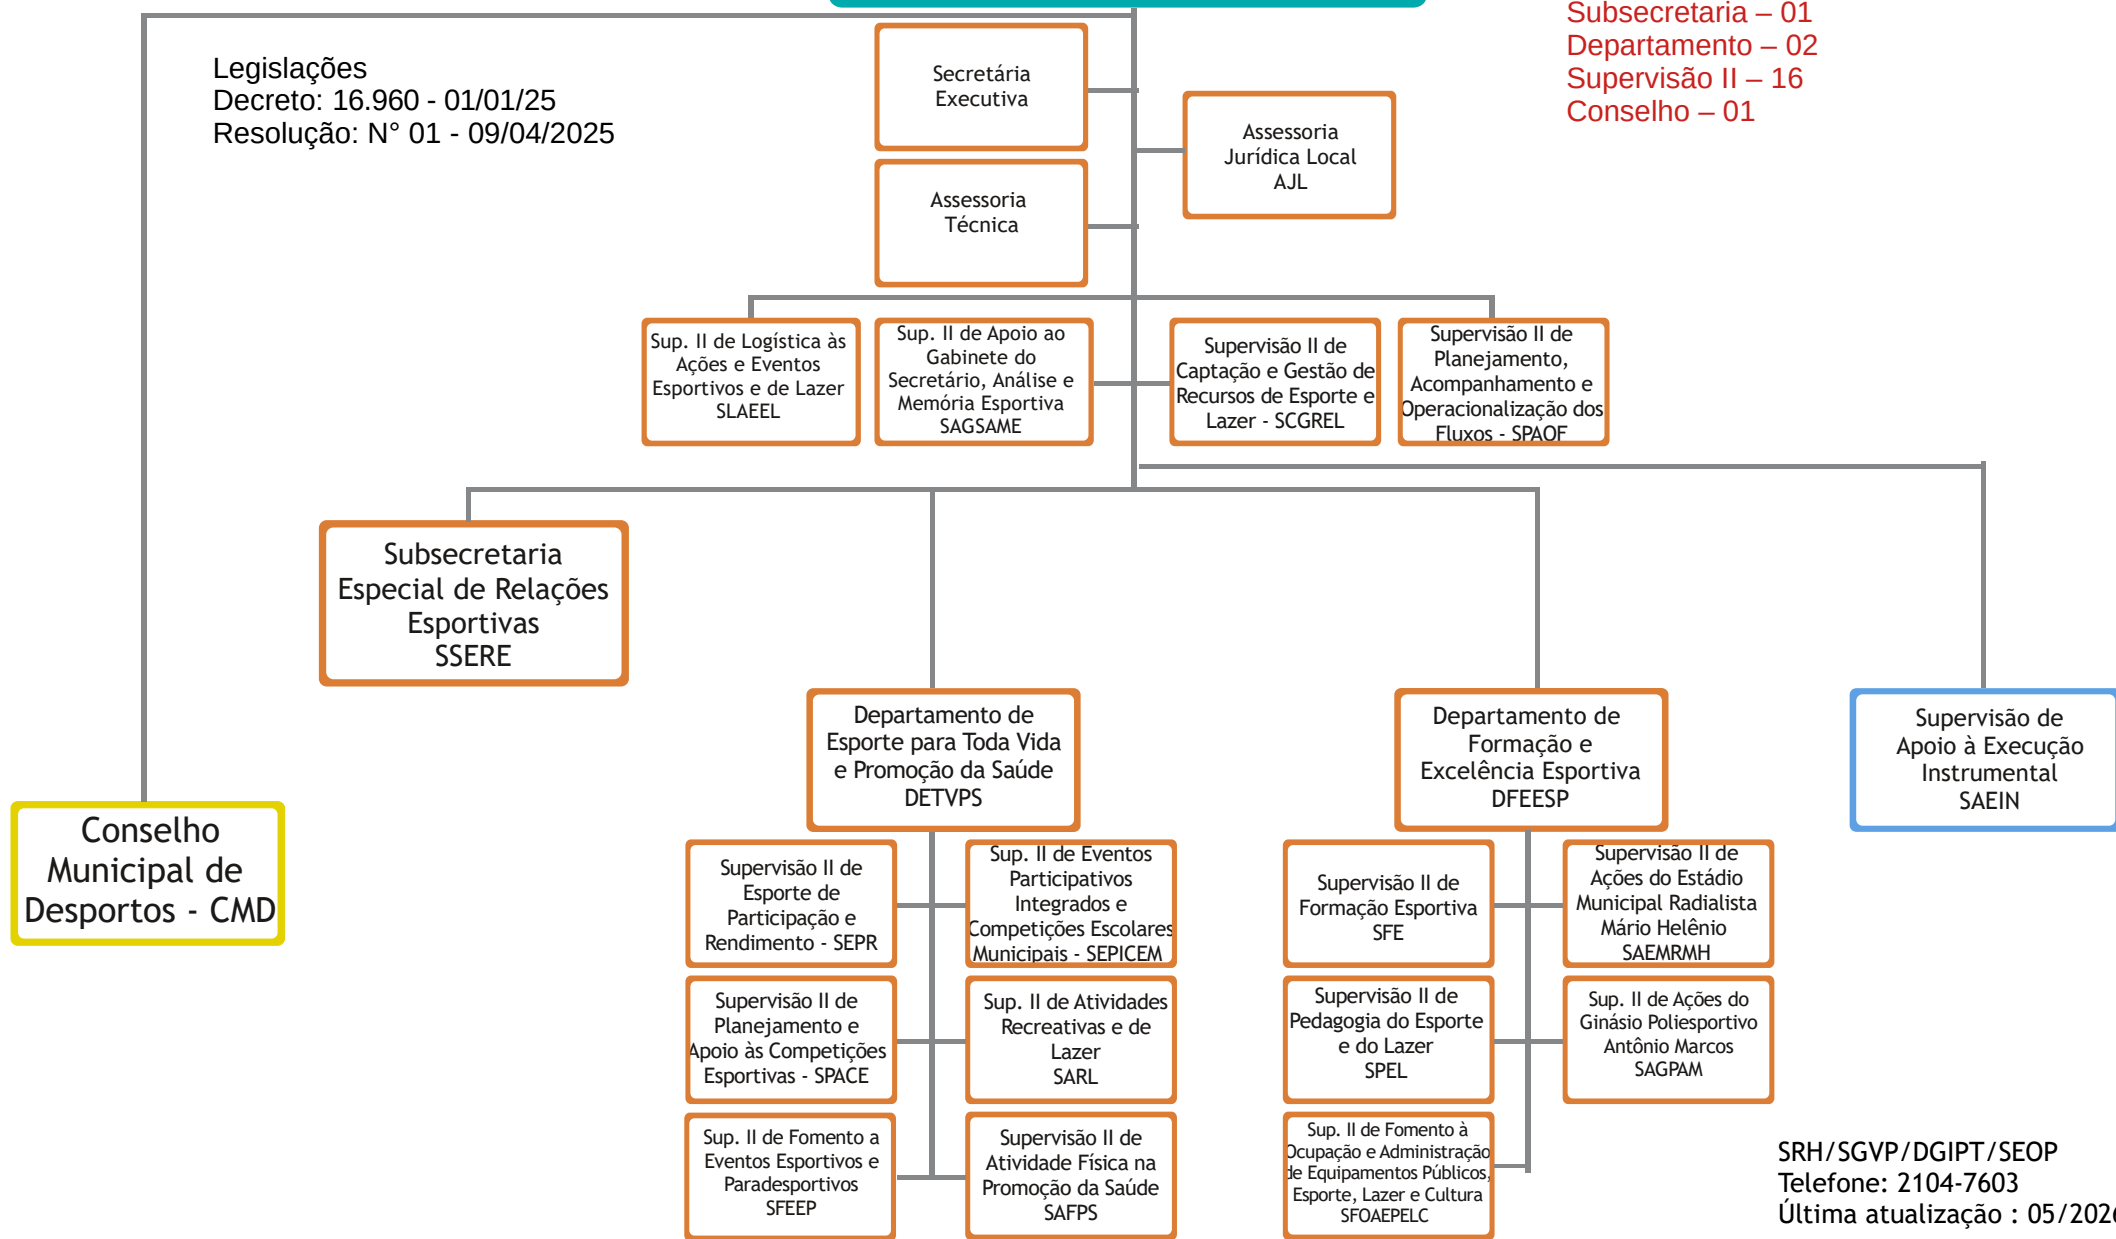 Subsecretaria – 01
Departamento – 02
Supervisão II – 16
Conselho – 01
Legislações
Decreto: 16.960 - 01/01/25
Resolução: N° 01 - 09/04/2025
Secretária
Executiva
Assessoria
Jurídica Local
AJL
Assessoria
Técnica
Sup. II de Logística às
Ações e Eventos
Esportivos e de Lazer
SLAEEL
Sup. II de Apoio ao
Gabinete do
Secretário, Análise e
Memória Esportiva
SAGSAME
Supervisão II de
Captação e Gestão de
Recursos de Esporte e
Lazer - SCGREL
Supervisão II de
Planejamento,
Acompanhamento e
Operacionalização dos
Fluxos - SPAOF
Subsecretaria
Especial de Relações
Esportivas
SSERE
Departamento de
Esporte para Toda Vida
e Promoção da Saúde
DETVPS
Departamento de
Formação e
Excelência Esportiva
DFEESP
Supervisão de
Apoio à Execução
Instrumental
SAEIN
Conselho
Municipal de
Desportos - CMD
Supervisão II de
Esporte de
Participação e
Rendimento - SEPR
Sup. II de Eventos
Participativos
Integrados e
Competições Escolares
Municipais - SEPICEM
Supervisão II de
Formação Esportiva
SFE
Supervisão II de
Ações do Estádio
Municipal Radialista
Mário Helênio
SAEMRMH
Supervisão II de
Planejamento e
Apoio às Competições
Esportivas - SPACE
Sup. II de Atividades
Recreativas e de
Lazer
SARL
Supervisão II de
Pedagogia do Esporte
e do Lazer
SPEL
Sup. II de Ações do
Ginásio Poliesportivo
Antônio Marcos
SAGPAM
Sup. II de Fomento a
Eventos Esportivos e
Paradesportivos
SFEEP
Supervisão II de
Atividade Física na
Promoção da Saúde
SAFPS
Sup. II de Fomento à
Ocupação e Administração
de Equipamentos Públicos,
Esporte, Lazer e Cultura
SFOAEPELC
SRH/SGVP/DGIPT/SEOP
Telefone: 2104-7603
Última atualização : 05/2026